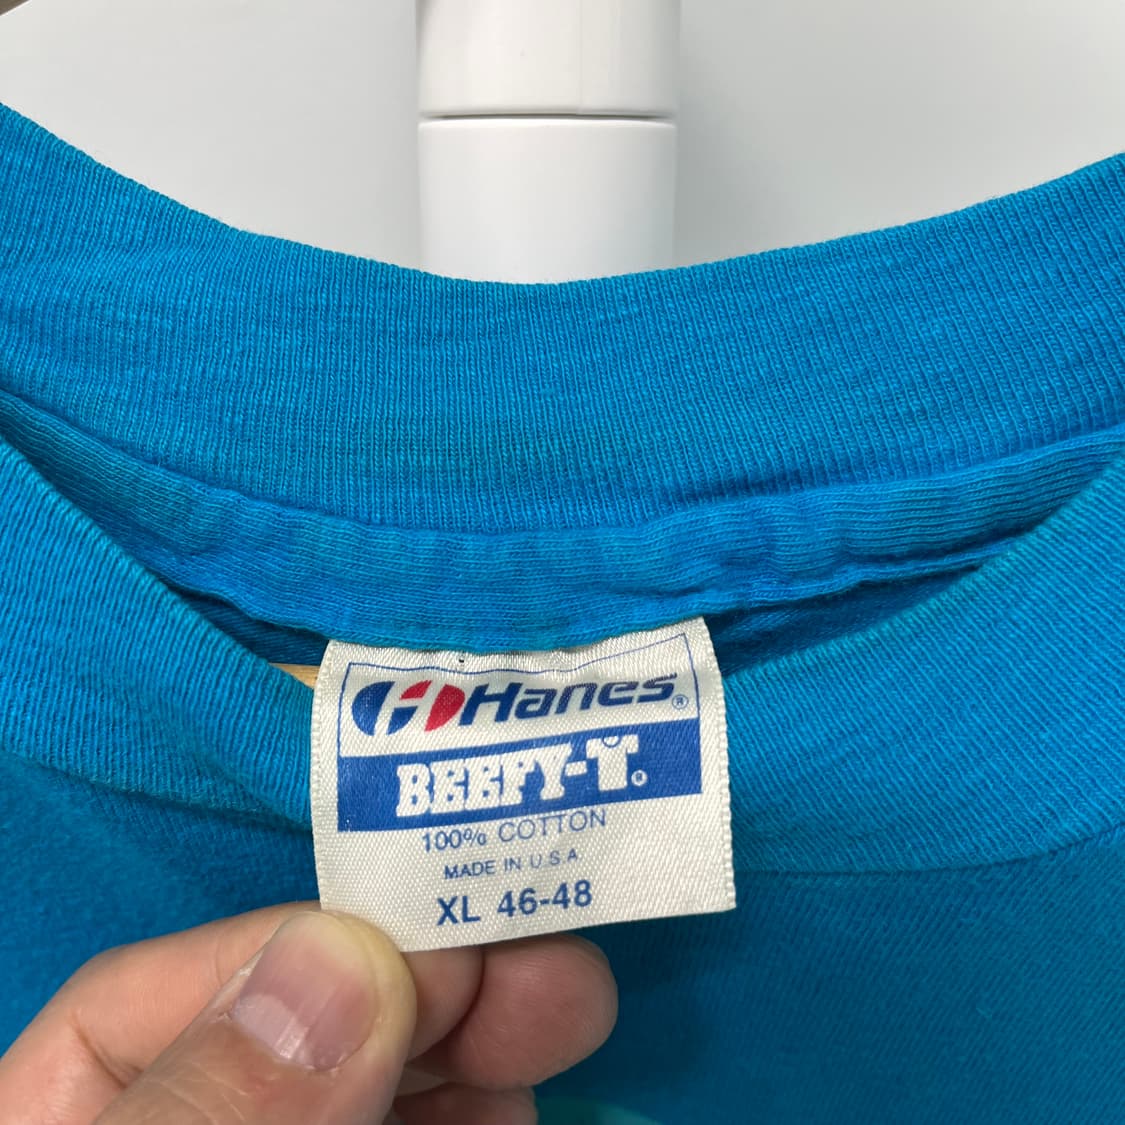 Hanes®
BEEFY-T®
100% COTTON
MADE IN U.S.A
XL 46-48